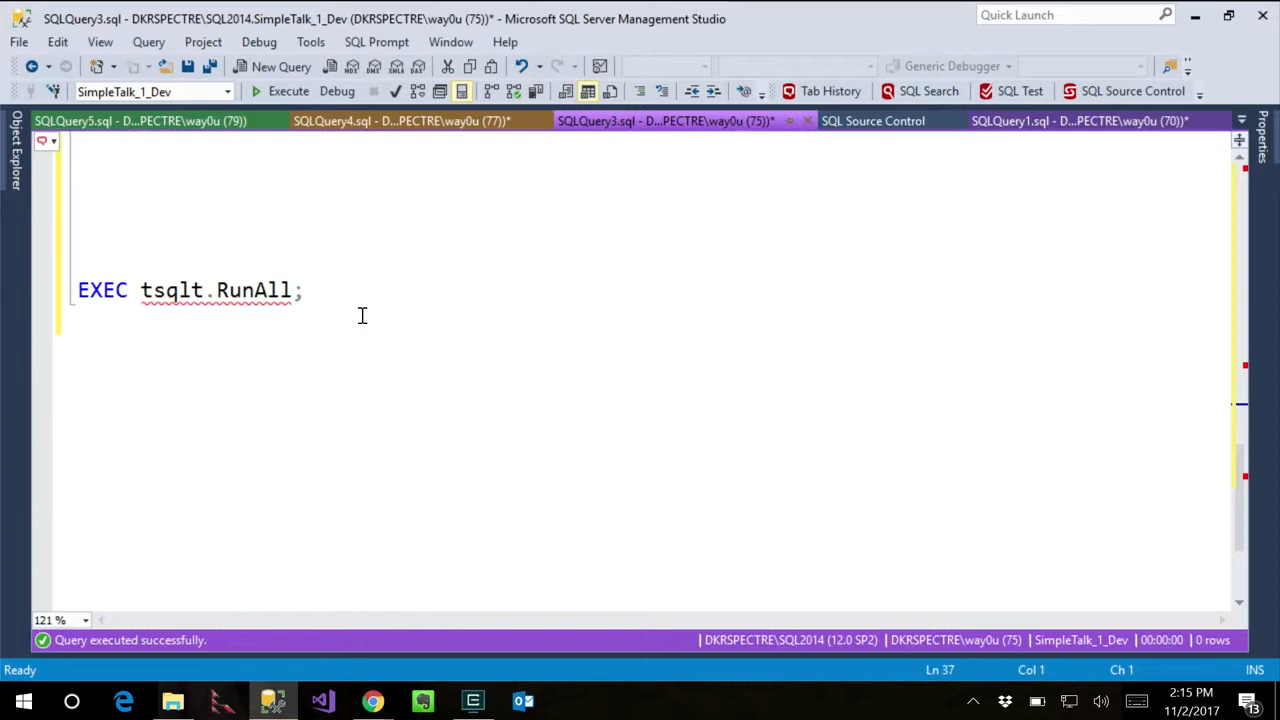 SQLQuery3.sql - DKRSPECTRE\SQL2014.SimpleTalk_1_Dev (DKRSPECTRE\way0u (75))* - Microsoft SQL Server Management Studio
Quick Launch
File Edit View Query Project Debug Tools SQL Prompt Window Help
New Query MDX DMX XMLA DAX Generic Debugger
SimpleTalk_1_Dev Execute Debug Tab History SQL Search SQL Test SQL Source Control
SQLQuery5.sql - D...PECTRE\way0u (79)) SQLQuery4.sql - D...PECTRE\way0u (77))* SQLQuery3.sql - D...PECTRE\way0u (75))* SQL Source Control SQLQuery1.sql - D...PECTRE\way0u (70))*
Object Explorer
Properties
EXEC tsqlt.RunAll;
121 %
Query executed successfully. DKRSPECTRE\SQL2014 (12.0 SP2) DKRSPECTRE\way0u (75) SimpleTalk_1_Dev 00:00:00 0 rows
Ready Ln 37 Col 1 Ch 1 INS
2:15 PM
11/2/2017
13